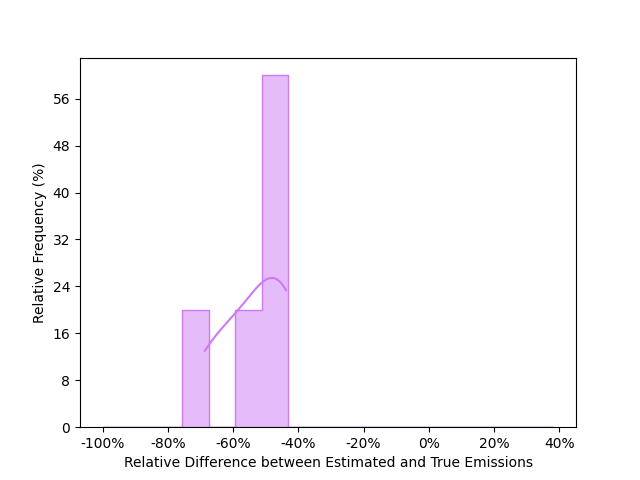 Relative Frequency (%)
56
48
40
32
24
16
8
0
-100% -80% -60% -40% -20% 0% 20% 40%
Relative Difference between Estimated and True Emissions